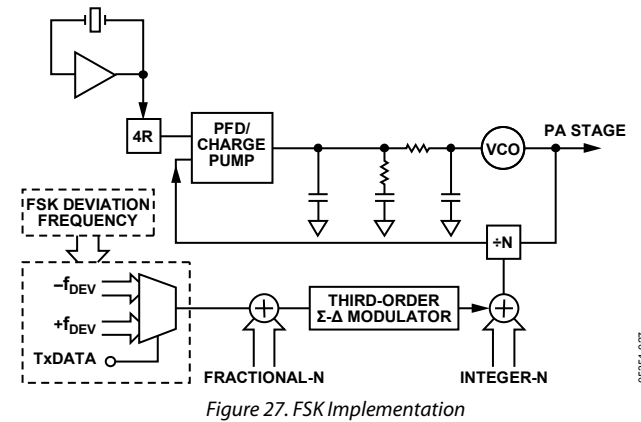 4R
PFD/
CHARGE
PUMP
VCO
PA STAGE
FSK DEVIATION
FREQUENCY
÷N
–fDEV
+fDEV
TxDATA
THIRD-ORDER
Σ-Δ MODULATOR
FRACTIONAL-N
INTEGER-N
Figure 27. FSK Implementation